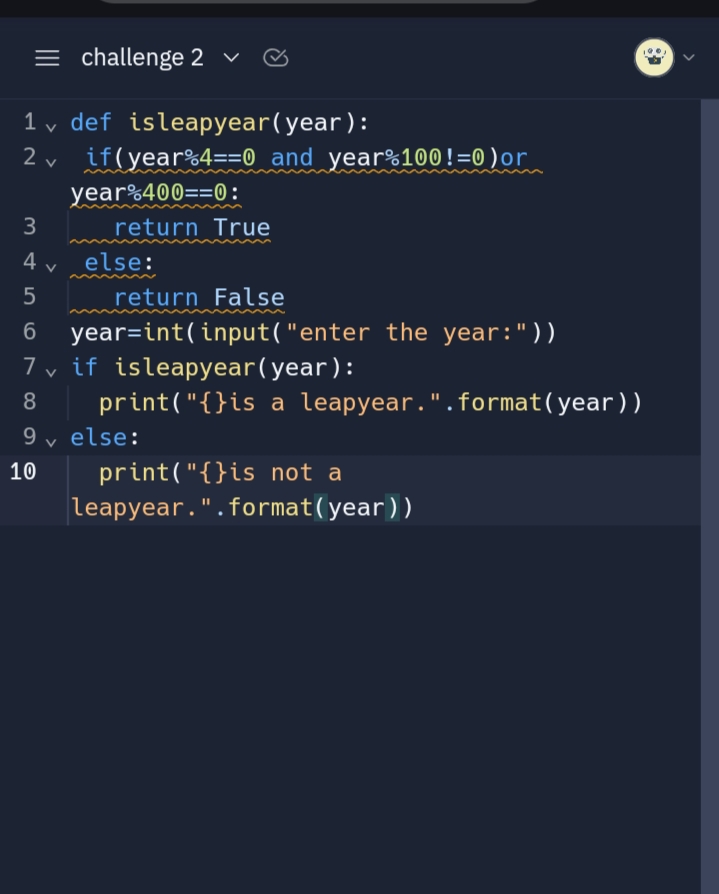 challenge 2
1 def isleapyear(year):
2  if(year%4==0 and year%100!=0)or
year%400==0:
3    return True
4  else:
5    return False
6 year=int(input("enter the year:"))
7 if isleapyear(year):
8   print("{}is a leapyear.".format(year))
9 else:
10   print("{}is not a
leapyear.".format(year))